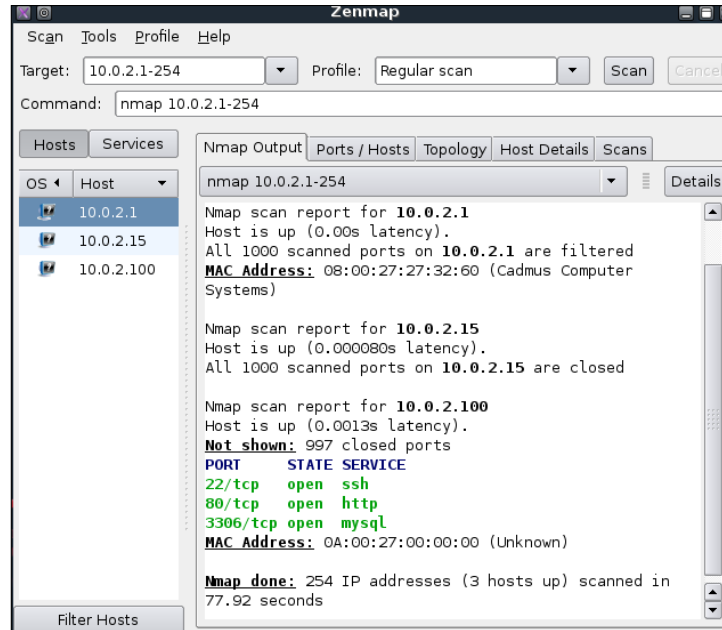 Zenmap
Scan Tools Profile Help
Target: 10.0.2.1-254 Profile: Regular scan Scan Cancel
Command: nmap 10.0.2.1-254
Hosts Services
Nmap Output Ports / Hosts Topology Host Details Scans
OS Host
nmap 10.0.2.1-254 Details
10.0.2.1
10.0.2.15
10.0.2.100
Nmap scan report for 10.0.2.1
Host is up (0.00s latency).
All 1000 scanned ports on 10.0.2.1 are filtered
MAC Address: 08:00:27:27:32:60 (Cadmus Computer
Systems)
Nmap scan report for 10.0.2.15
Host is up (0.000080s latency).
All 1000 scanned ports on 10.0.2.15 are closed
Nmap scan report for 10.0.2.100
Host is up (0.0013s latency).
Not shown: 997 closed ports
PORT STATE SERVICE
22/tcp open ssh
80/tcp open http
3306/tcp open mysql
MAC Address: 0A:00:27:00:00:00 (Unknown)
Nmap done: 254 IP addresses (3 hosts up) scanned in
77.92 seconds
Filter Hosts